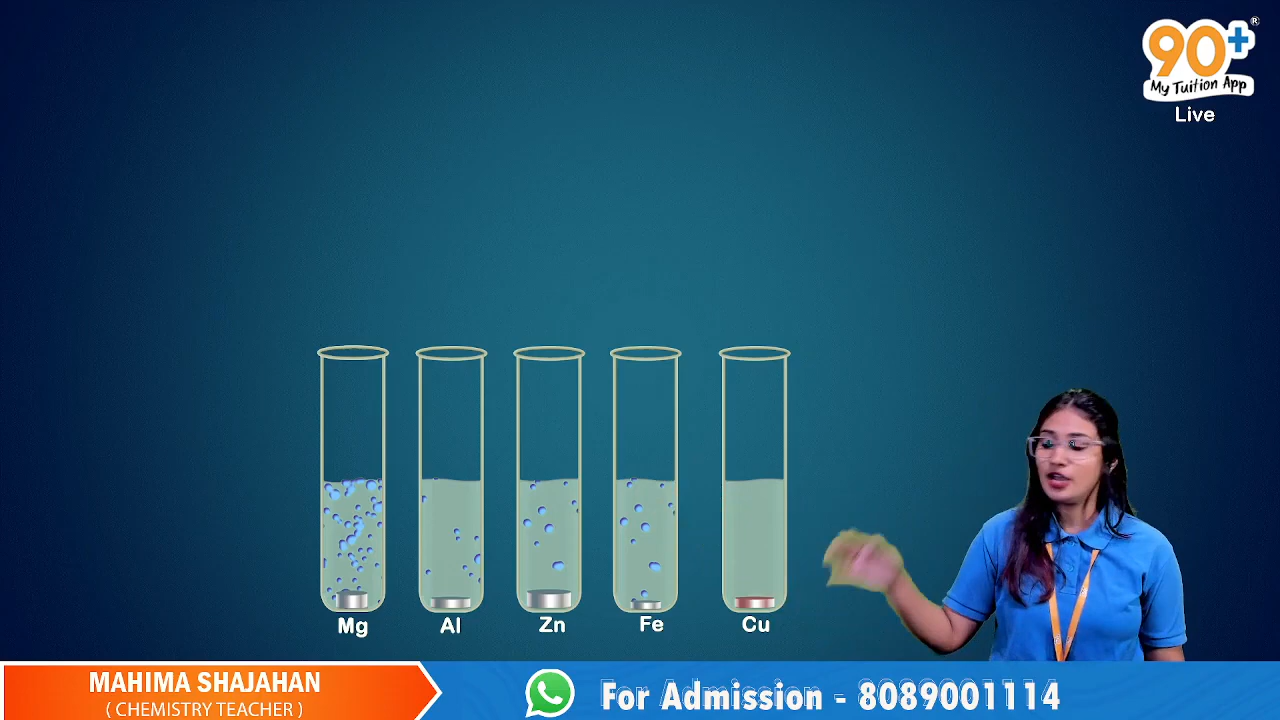 90+
®
My Tuition App
Live
Mg
Al
Zn
Fe
Cu
MAHIMA SHAJAHAN
( CHEMISTRY TEACHER )
For Admission - 8089001114